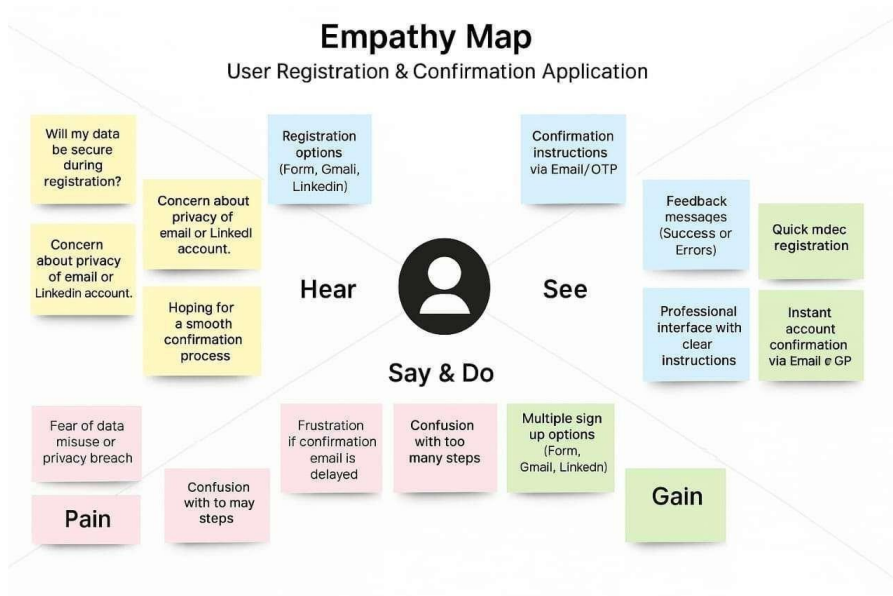 Empathy Map
User Registration & Confirmation Application
Will my data
be secure
during
registration?
Concern about
privacy of
email or LinkedI
account.
Concern
about privacy
of email or
Linkedin account.
Hoping for
a smooth
confirmation
process
Registration
options
(Form, Gmali,
Linkedin)
Confirmation
instructions
via Email/OTP
Feedback
messages
(Success or
Errors)
Quick mdec
registration
Hear
See
Professional
interface with
clear
instructions
Instant
account
confirmation
via Email e GP
Say & Do
Fear of data
misuse or
privacy breach
Pain
Confusion
with to may
steps
Frustration
if confirmation
email is
delayed
Confusion
with too
many steps
Multiple sign
up options
(Form,
Gmail, Linkedn)
Gain